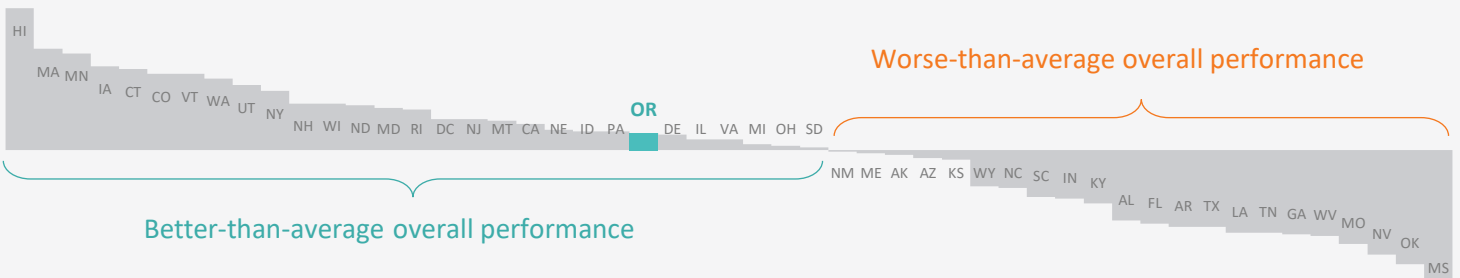 HI
MA MN IA CT CO VT WA UT NY NH WI ND MD RI DC NJ MT CA NE ID PA OR DE IL VA MI OH SD
Worse-than-average overall performance
NM ME AK AZ KS WY NC SC IN KY AL FL AR TX LA TN GA WV MO NV OK MS
Better-than-average overall performance